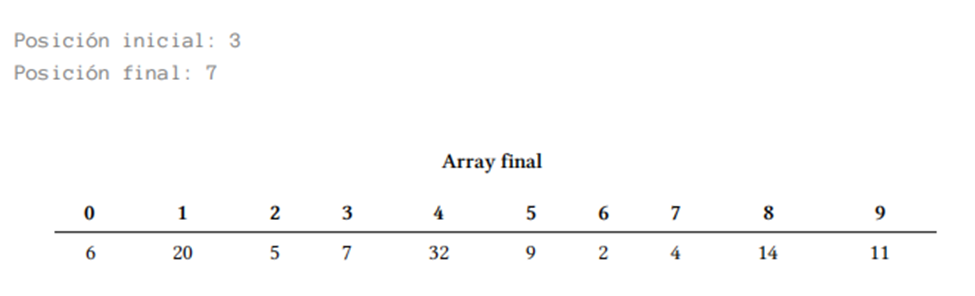 Posición inicial: 3
Posición final: 7
Array final
0 1 2 3 4 5 6 7 8 9
6 20 5 7 32 9 2 4 14 11